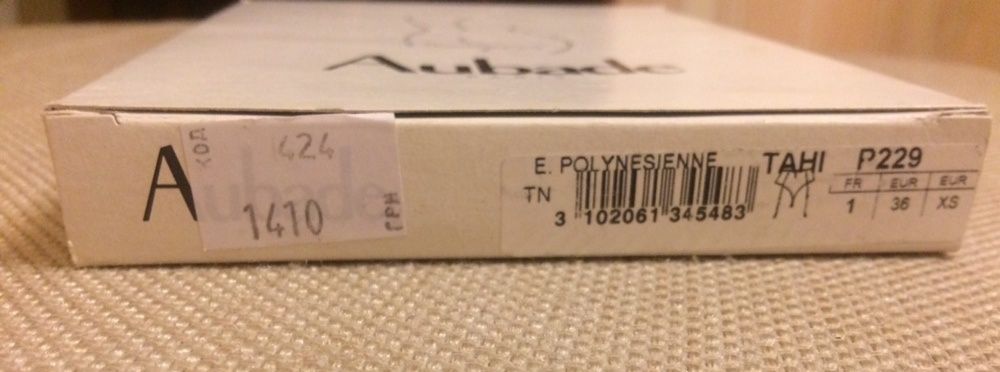 Aubade
Aubade
КОД
424
1410
ГРН
E. POLYNESIENNE TAHI P229
TN
3 102061 345483
FR EUR EUR
1 36 XS